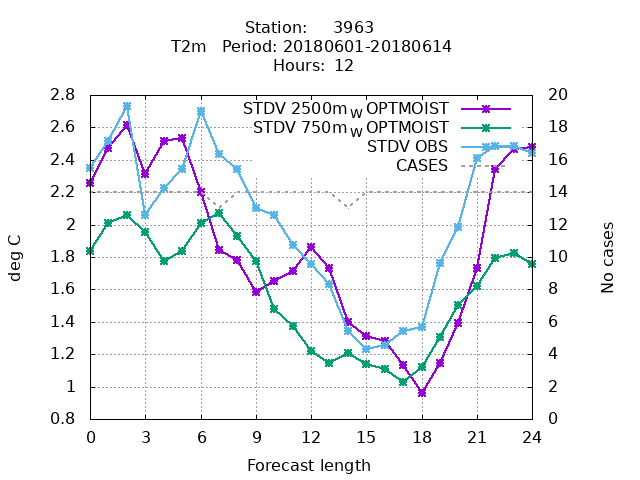 Station: 3963
T2m Period: 20180601-20180614
Hours: 12
STDV 2500m W OPTMOIST
STDV 750m W OPTMOIST
STDV OBS
CASES
2.8
2.6
2.4
2.2
2
1.8
1.6
1.4
1.2
1
0.8
deg C
20
18
16
14
12
10
8
6
4
2
0
No cases
0 3 6 9 12 15 18 21 24
Forecast length